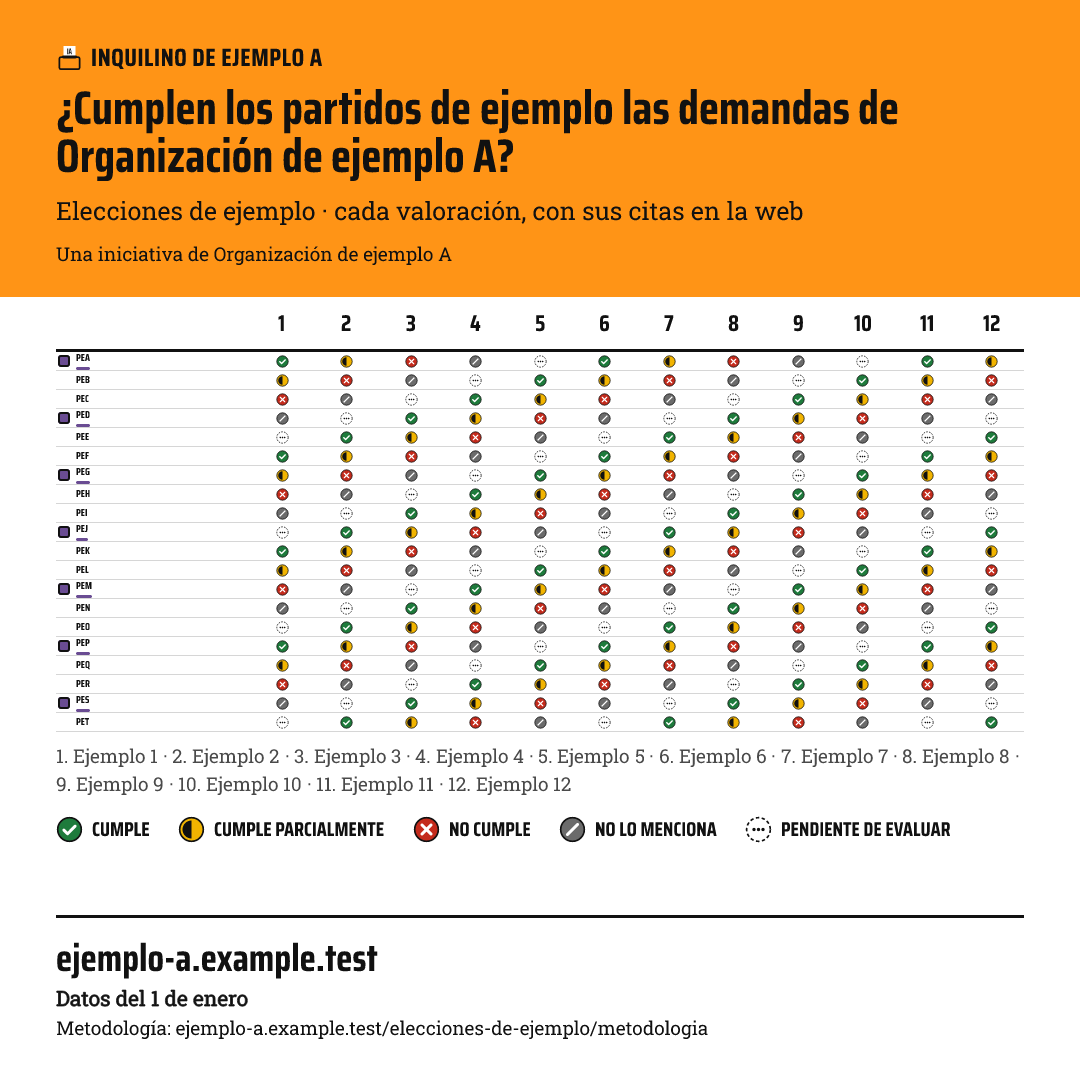 IA
INQUILINO DE EJEMPLO A
¿Cumplen los partidos de ejemplo las demandas de
Organización de ejemplo A?
Elecciones de ejemplo · cada valoración, con sus citas en la web
Una iniciativa de Organización de ejemplo A
1 2 3 4 5 6 7 8 9 10 11 12
PEA
PEB
PEC
PED
PEE
PEF
PEG
PEH
PEI
PEJ
PEK
PEL
PEM
PEN
PEO
PEP
PEQ
PER
PES
PET
1. Ejemplo 1 · 2. Ejemplo 2 · 3. Ejemplo 3 · 4. Ejemplo 4 · 5. Ejemplo 5 · 6. Ejemplo 6 · 7. Ejemplo 7 · 8. Ejemplo 8 ·
9. Ejemplo 9 · 10. Ejemplo 10 · 11. Ejemplo 11 · 12. Ejemplo 12
CUMPLE CUMPLE PARCIALMENTE NO CUMPLE NO LO MENCIONA PENDIENTE DE EVALUAR
ejemplo-a.example.test
Datos del 1 de enero
Metodología: ejemplo-a.example.test/elecciones-de-ejemplo/metodologia